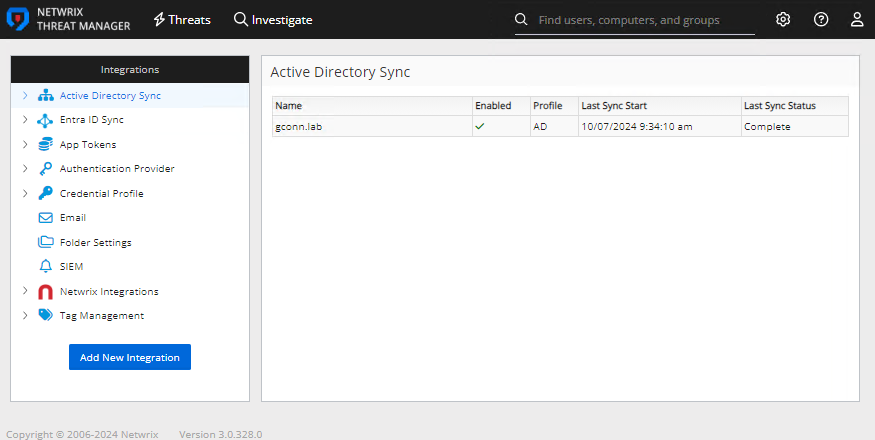 NETWRIX
THREAT MANAGER
Threats
Investigate
Find users, computers, and groups
Integrations
Active Directory Sync
Entra ID Sync
App Tokens
Authentication Provider
Credential Profile
Email
Folder Settings
SIEM
Netwrix Integrations
Tag Management
Add New Integration
Active Directory Sync
Name Enabled Profile Last Sync Start Last Sync Status
gconn.lab AD 10/07/2024 9:34:10 am Complete
Copyright © 2006-2024 Netwrix Version 3.0.328.0